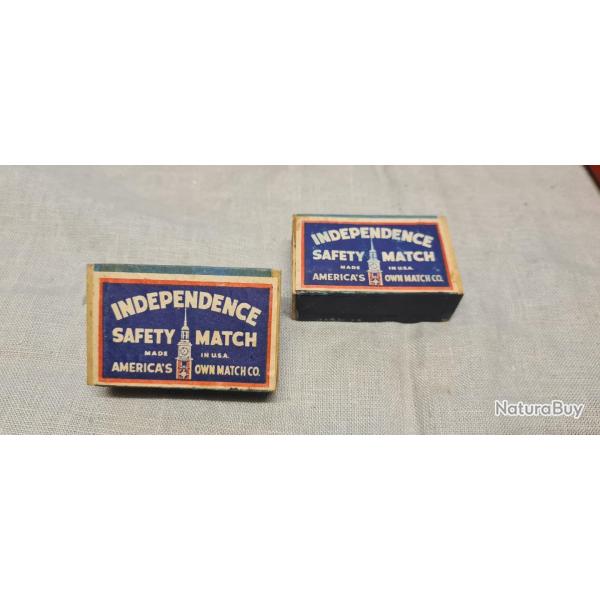 INDEPENDENCE
SAFETY MATCH
MADE IN U.S.A.
AMERICA'S OWN MATCH CO.
INDEPENDENCE
SAFETY MATCH
MADE IN U.S.A.
AMERICA'S OWN MATCH CO.
NaturaBuy